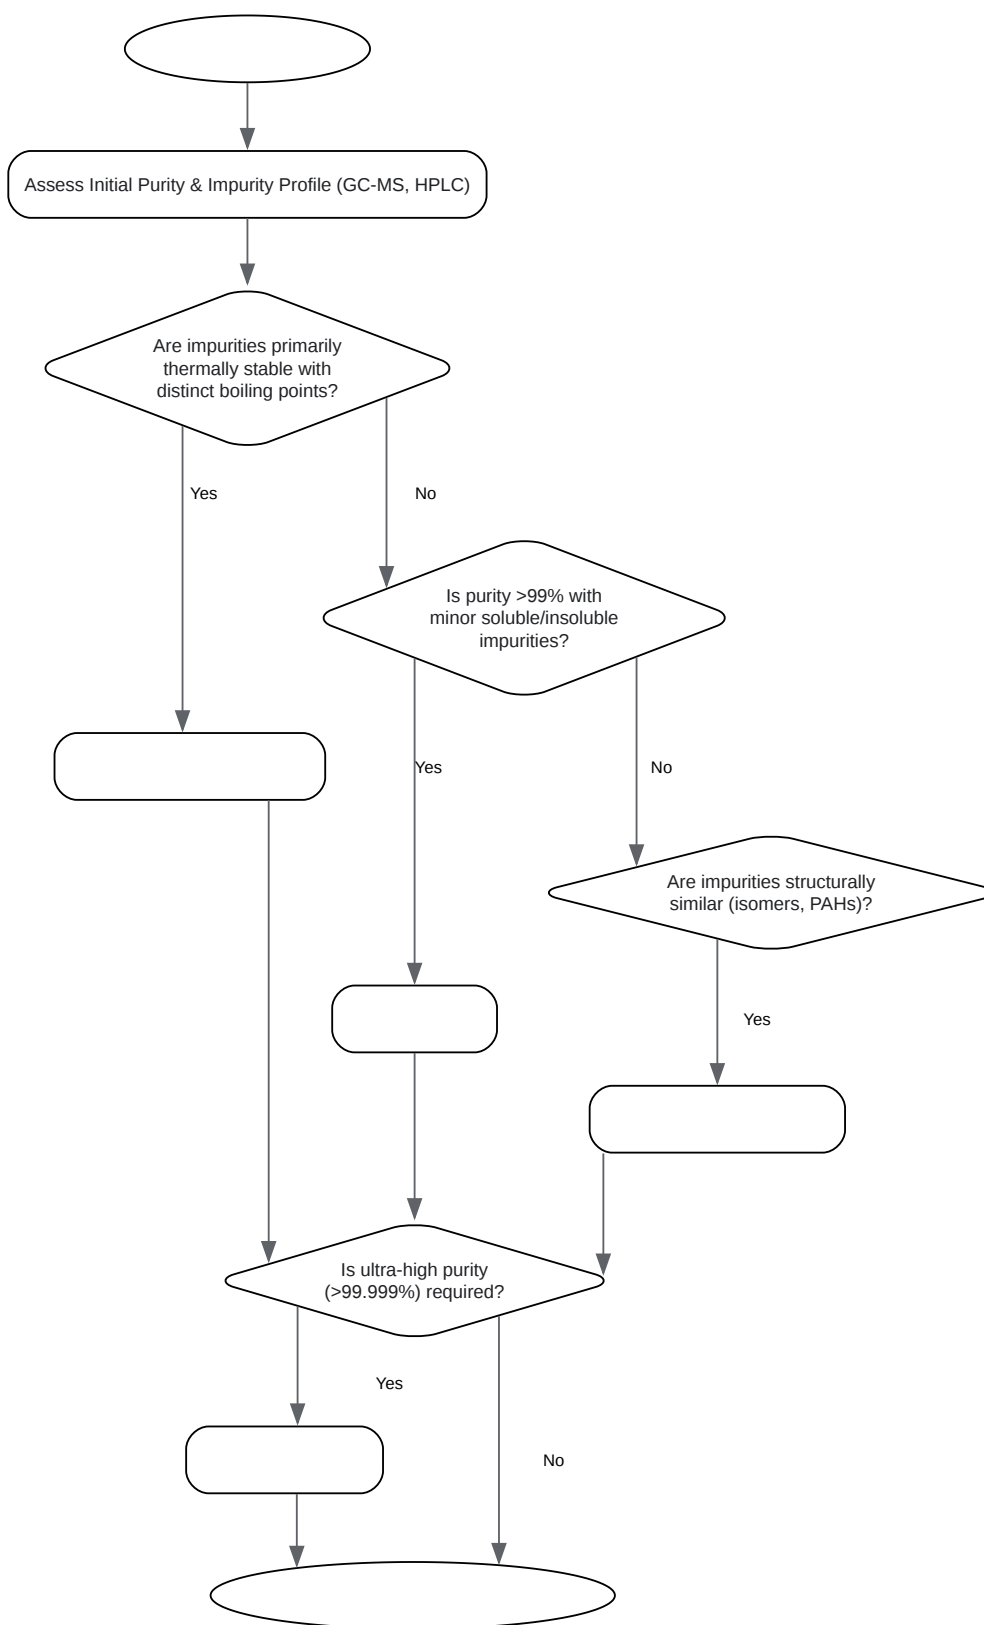 Assess Initial Purity & Impurity Profile (GC-MS, HPLC)
Are impurities primarily
thermally stable with
distinct boiling points?
Yes
No
Is purity >99% with
minor soluble/insoluble
impurities?
Yes
No
Are impurities structurally
similar (isomers, PAHs)?
Yes
Is ultra-high purity
(>99.999%) required?
Yes
No